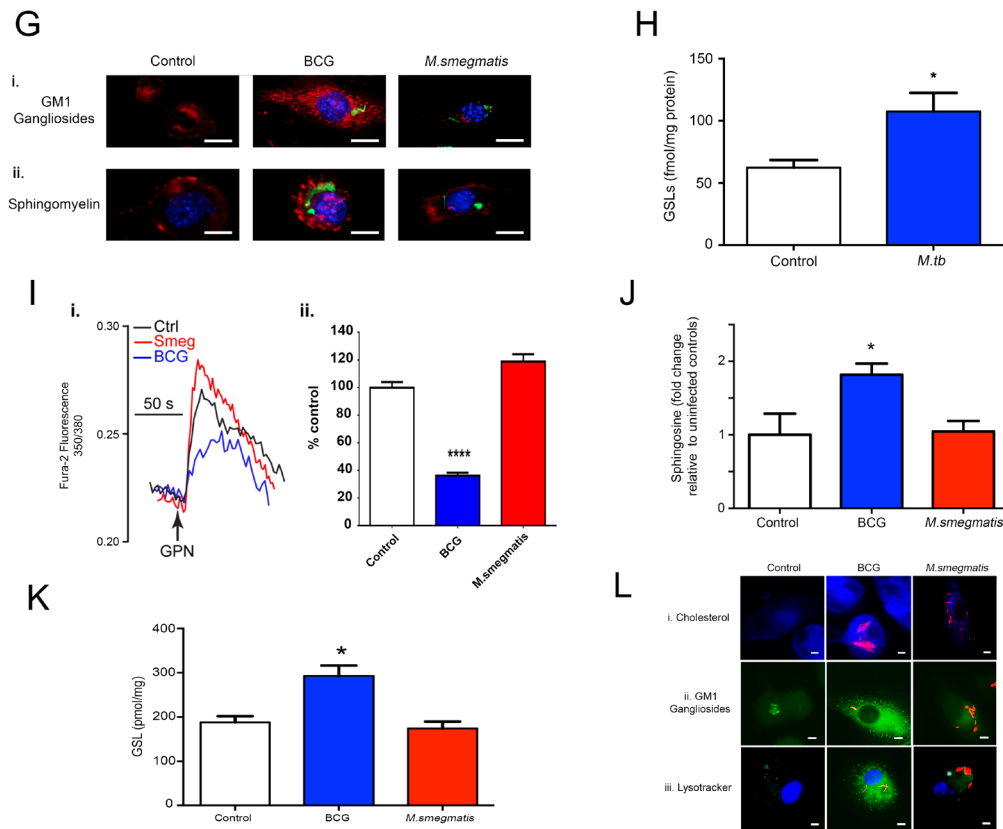 G
Control BCG M.smegmatis
i.
GM1
Gangliosides
ii.
Sphingomyelin
H
GSLs (fmol/mg protein)
150
100
50
0
*
Control M.tb
I
i.
Ctrl
Smeg
BCG
50 s
Fura-2 Fluorescence
350/380
0.30
0.25
0.20
GPN
ii.
% control
140
120
100
80
60
40
20
0
****
Control BCG M.smegmatis
J
Sphingosine (fold change
relative to uninfected controls)
2
1
0
*
Control BCG M.smegmatis
K
GSL (pmol/mg)
400
300
200
100
0
*
Control BCG M.smegmatis
L
Control BCG M.smegmatis
i. Cholesterol
ii. GM1
Gangliosides
iii. Lysotracker